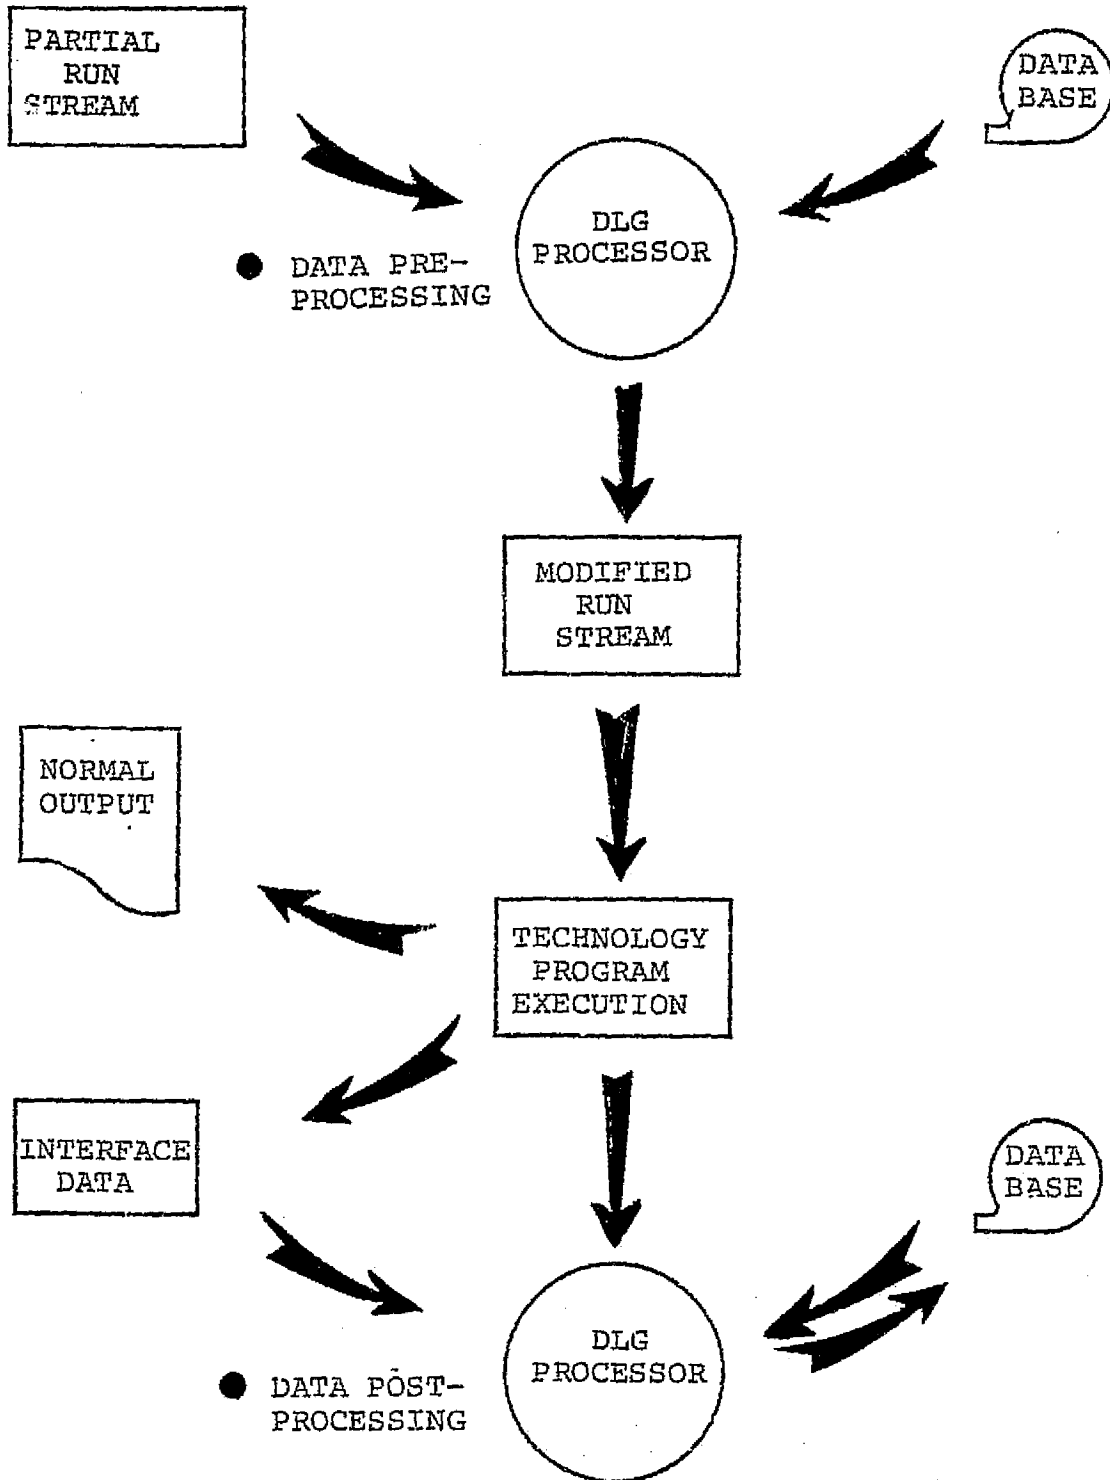 PARTIAL
RUN
STREAM
DATA
BASE
DLG
PROCESSOR
● DATA PRE-
PROCESSING
MODIFIED
RUN
STREAM
NORMAL
OUTPUT
TECHNOLOGY
PROGRAM
EXECUTION
INTERFACE
DATA
DATA
BASE
DLG
PROCESSOR
● DATA POST-
PROCESSING